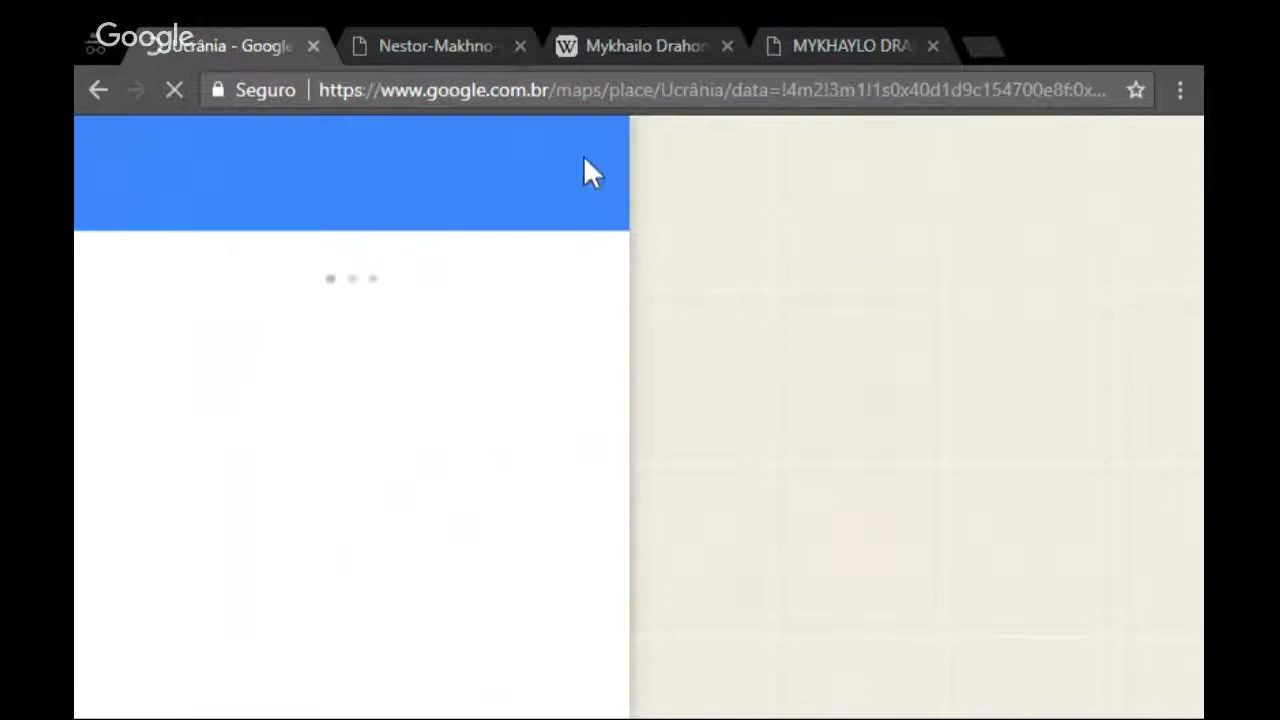 Google
Ucrânia - Google
Nestor-Makhno-
Mykhailo Drahom
MYKHAYLO DRA
Seguro
https://www.google.com.br/maps/place/Ucrânia/data=!4m2!3m1!1s0x40d1d9c154700e8f:0x...